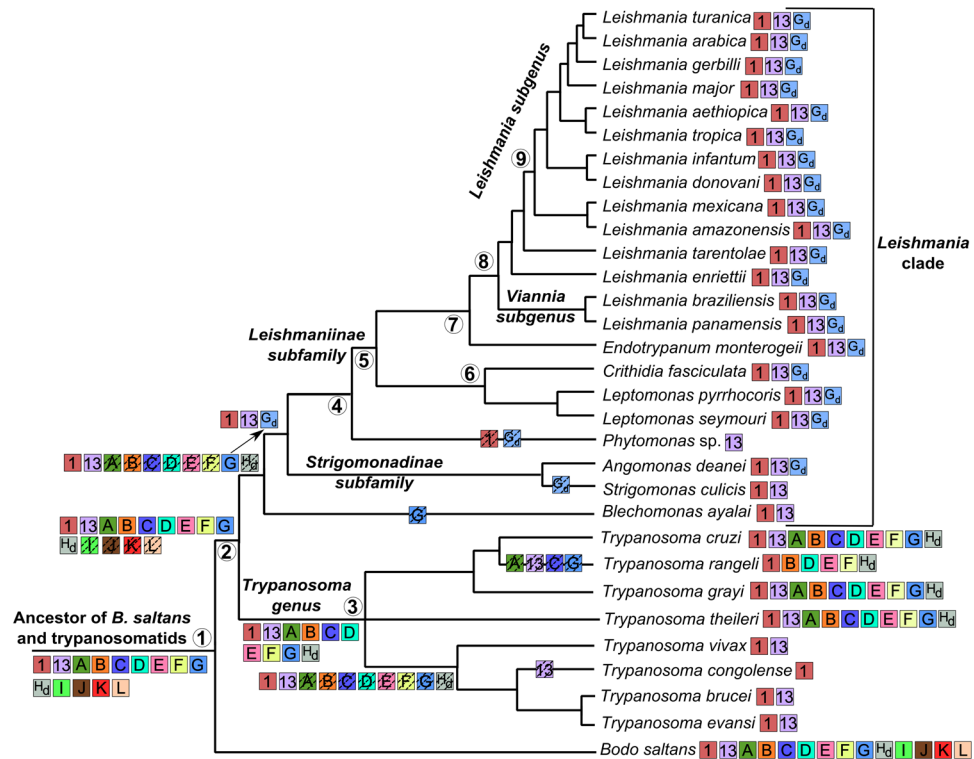 Leishmania turanica 1 13 Gd
Leishmania arabica 1 13 Gd
Leishmania gerbilli 1 13 Gd
Leishmania major 1 13 Gd
Leishmania aethiopica 1 13 Gd
Leishmania tropica 1 13 Gd
Leishmania infantum 1 13 Gd
Leishmania donovani 1 13 Gd
Leishmania mexicana 1 13 Gd
Leishmania amazonensis 1 13 Gd
Leishmania tarentolae 1 13 Gd
Leishmania enriettii 1 13 Gd
Leishmania braziliensis 1 13 Gd
Leishmania panamensis 1 13 Gd
Endotrypanum monterogeii 1 13 Gd
Crithidia fasciculata 1 13 Gd
Leptomonas pyrrhocoris 1 13 Gd
Leptomonas seymouri 1 13 Gd
Phytomonas sp. 13
Angomonas deanei 1 13 Gd
Strigomonas culicis 1 13
Blechomonas ayalai 1 13
Trypanosoma cruzi 1 13 A B C D E F G Hd
Trypanosoma rangeli 1 B D E F Hd
Trypanosoma grayi 1 13 A B C D E F G Hd
Trypanosoma theileri 1 13 A B C D E F G Hd
Trypanosoma vivax 1 13
Trypanosoma congolense 1
Trypanosoma brucei 1 13
Trypanosoma evansi 1 13
Bodo saltans 1 13 A B C D E F G Hd I J K L
Leishmania
clade
Leishmania subgenus
9
8
Viannia
subgenus
7
Leishmaniinae
subfamily
5
6
4
1 Gd
1 13 Gd
1 13 A B C D E F G Hd
Strigomonadinae
subfamily
Gd
G
1 13 A B C D E F G
Hd I J K L
2
A 13 C G
Trypanosoma
genus
3
1 13 A B C D
E F G Hd
1 13 A B C D E F G Hd
13
Ancestor of B. saltans
and trypanosomatids
1
1 13 A B C D E F G
Hd I J K L